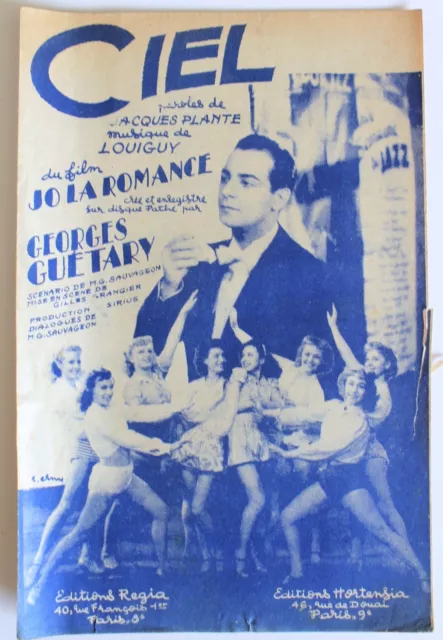 CIEL
paroles de
JACQUES PLANTE
musique de
LOUIGUY
du film
JO LA ROMANCE
créé et enregistré
sur disque Pathé par
GEORGES
GUÉTARY
SCÉNARIO DE M.G. SAUVAGEON
MISE EN SCÈNE DE
GILLES GRANGIER
PRODUCTION SIRIUS
DIALOGUES DE
M.G. SAUVAGEON
JAZZ
Editions Regia
40, rue François 1er
Paris, 8e
Editions Hortensia
46, rue de Douai
Paris, 9e